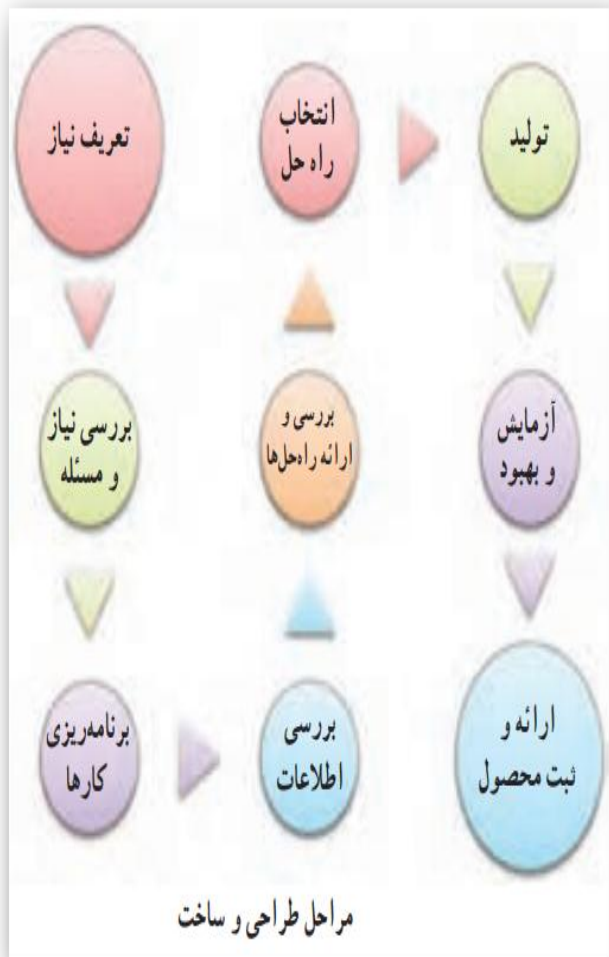 تعریف نیاز
بررسی نیاز
و مسئله
برنامه‌ریزی
کارها
بررسی
اطلاعات
بررسی و
ارائه راه‌حل‌ها
انتخاب
راه حل
تولید
آزمایش
و بهبود
ارائه و
ثبت محصول
مراحل طراحی و ساخت